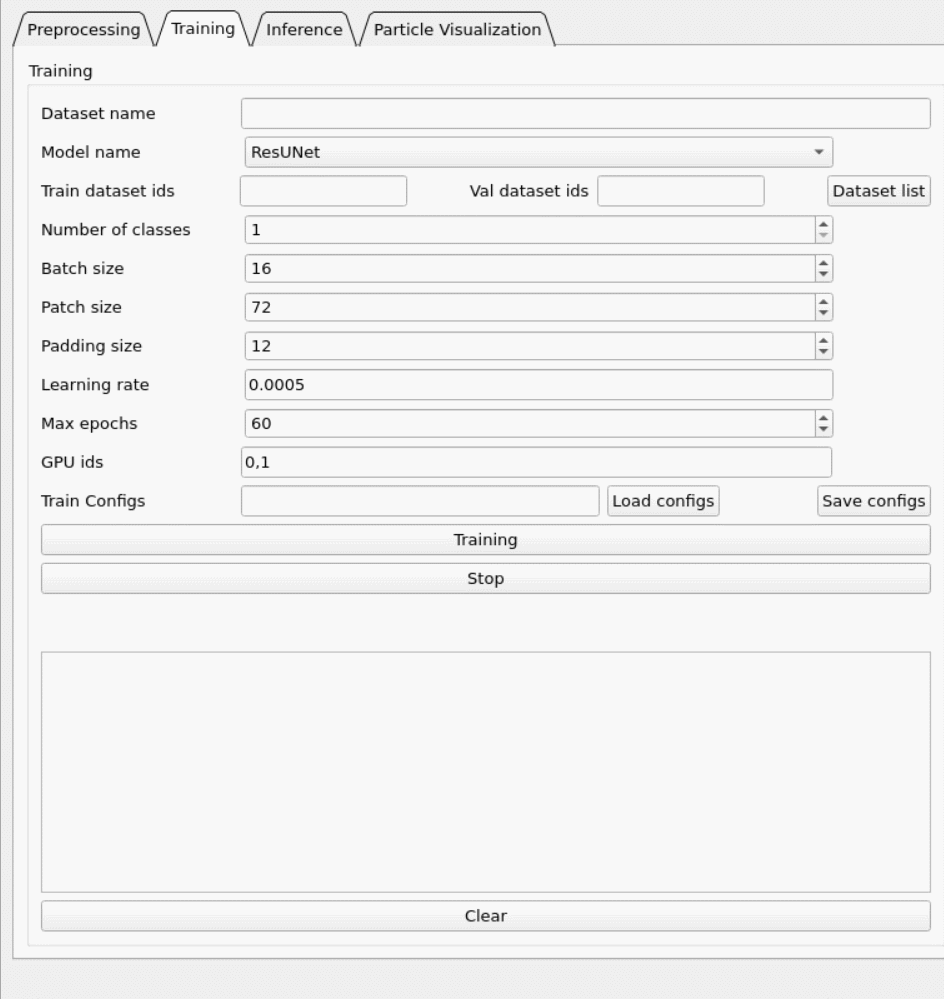 Preprocessing Training Inference Particle Visualization
Training
Dataset name
Model name ResUNet
Train dataset ids Val dataset ids Dataset list
Number of classes 1
Batch size 16
Patch size 72
Padding size 12
Learning rate 0.0005
Max epochs 60
GPU ids 0,1
Train Configs Load configs Save configs
Training
Stop
Clear